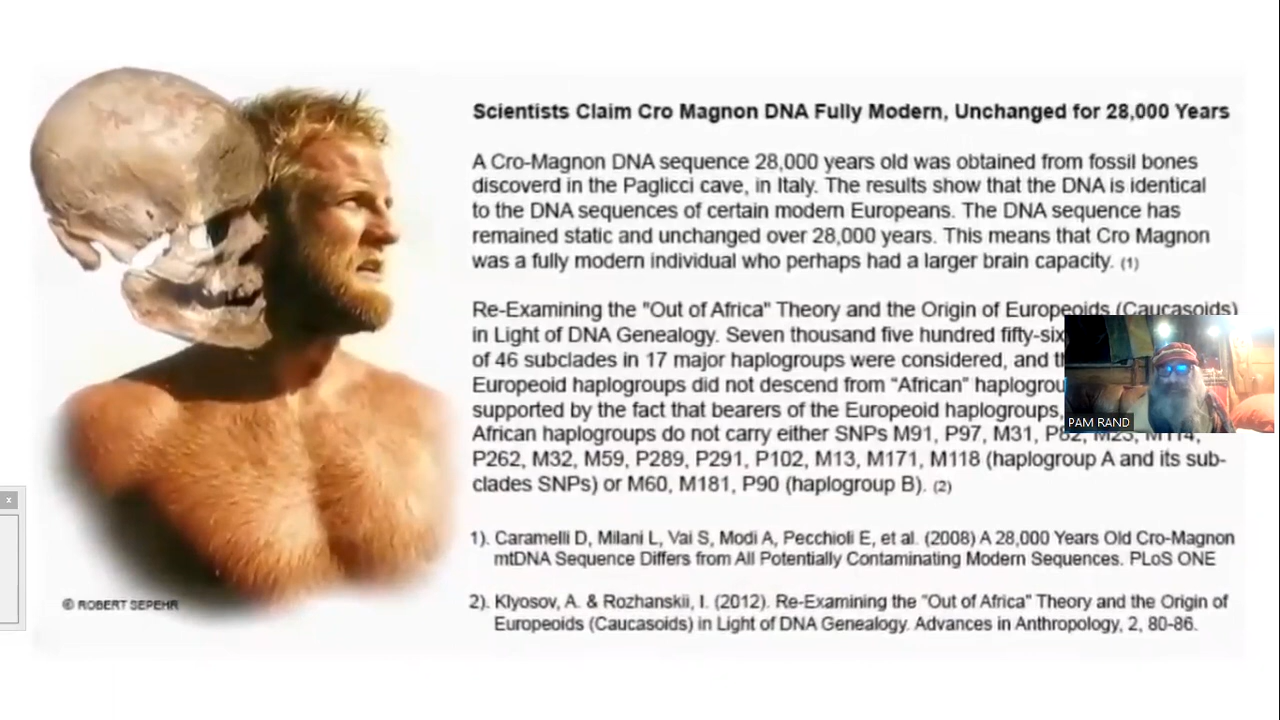 Scientists Claim Cro Magnon DNA Fully Modern, Unchanged for 28,000 Years
A Cro-Magnon DNA sequence 28,000 years old was obtained from fossil bones
discoverd in the Paglicci cave, in Italy. The results show that the DNA is identical
to the DNA sequences of certain modern Europeans. The DNA sequence has
remained static and unchanged over 28,000 years. This means that Cro Magnon
was a fully modern individual who perhaps had a larger brain capacity. (1)
Re-Examining the "Out of Africa" Theory and the Origin of Europeoids (Caucasoids)
in Light of DNA Genealogy. Seven thousand five hundred fifty-six
of 46 subclades in 17 major haplogroups were considered, and
Europeoid haplogroups did not descend from "African"
supported by the fact that bearers of the Europeoid haplogroups,
African haplogroups do not carry either SNPs M91, P97, M31, P82, M23, M114,
P262, M32, M59, P289, P291, P102, M13, M171, M118 (haplogroup A and its sub-
clades SNPs) or M60, M181, P90 (haplogroup B). (2)
PAM RAND
x
1). Caramelli D, Milani L, Vai S, Modi A, Pecchioli E, et al. (2008) A 28,000 Years Old Cro-Magnon
mtDNA Sequence Differs from All Potentially Contaminating Modern Sequences. PLoS ONE
2). Klyosov, A. & Rozhanskii, I. (2012). Re-Examining the "Out of Africa" Theory and the Origin of
Europeoids (Caucasoids) in Light of DNA Genealogy. Advances in Anthropology, 2, 80-86.
© ROBERT SEPEHR